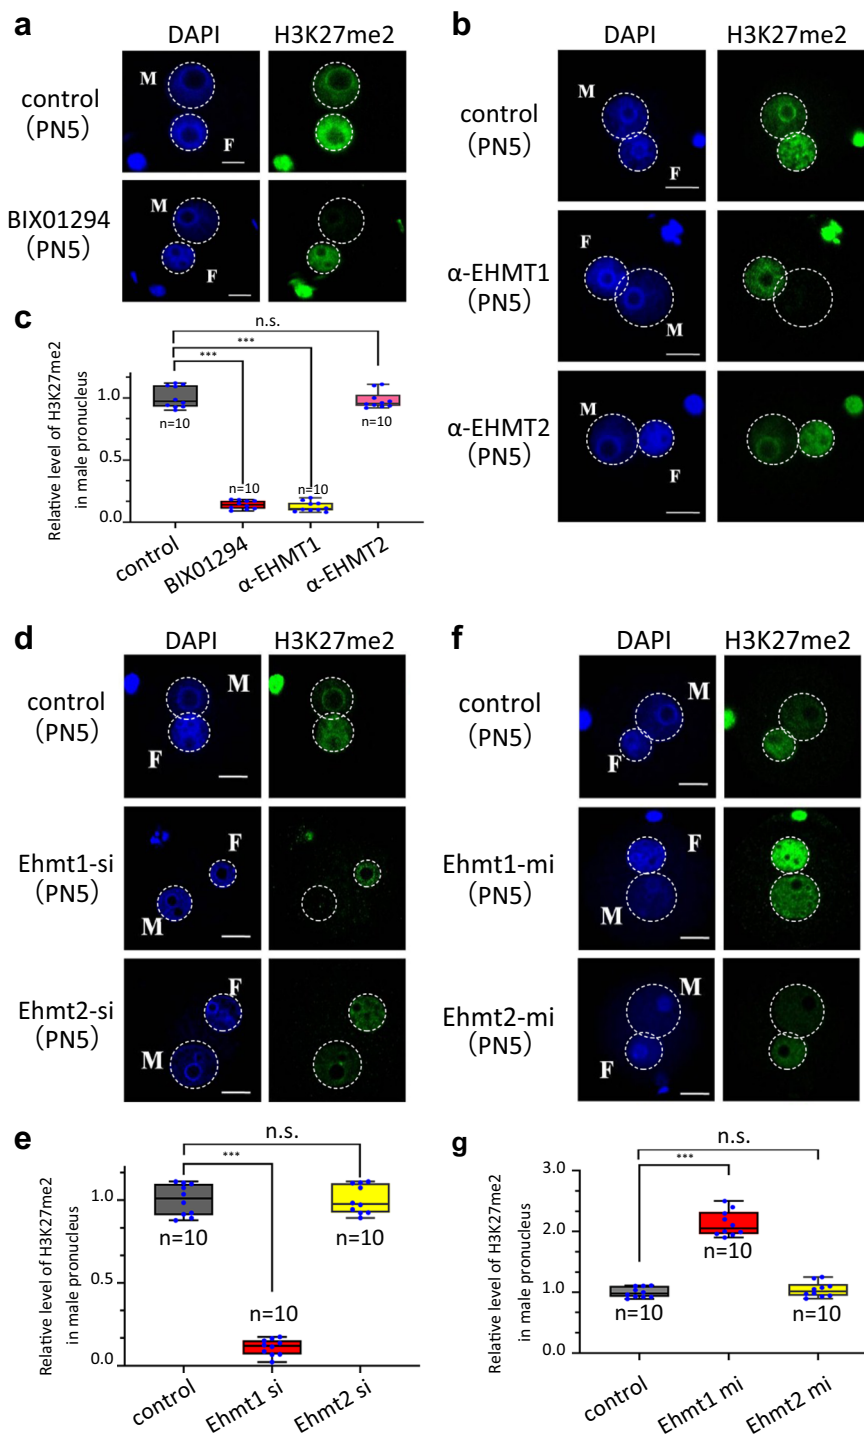 a
DAPI H3K27me2
control
(PN5)
M
F
BIX01294
(PN5)
M
F
b
DAPI H3K27me2
control
(PN5)
M
F
α-EHMT1
(PN5)
F
M
α-EHMT2
(PN5)
M
F
c
n.s.
***
***
Relative level of H3K27me2
in male pronucleus
1.0
0.5
0.0
n=10
n=10
n=10
n=10
control
BIX01294
α-EHMT1
α-EHMT2
d
DAPI H3K27me2
control
(PN5)
M
F
Ehmt1-si
(PN5)
F
M
Ehmt2-si
(PN5)
F
M
f
DAPI H3K27me2
control
(PN5)
M
F
Ehmt1-mi
(PN5)
F
M
Ehmt2-mi
(PN5)
M
F
e
n.s.
***
Relative level of H3K27me2
in male pronucleus
1.0
0.5
0.0
n=10
n=10
n=10
control
Ehmt1 si
Ehmt2 si
g
n.s.
***
Relative level of H3K27me2
in male pronucleus
3.0
2.0
1.0
0.0
n=10
n=10
n=10
control
Ehmt1 mi
Ehmt2 mi